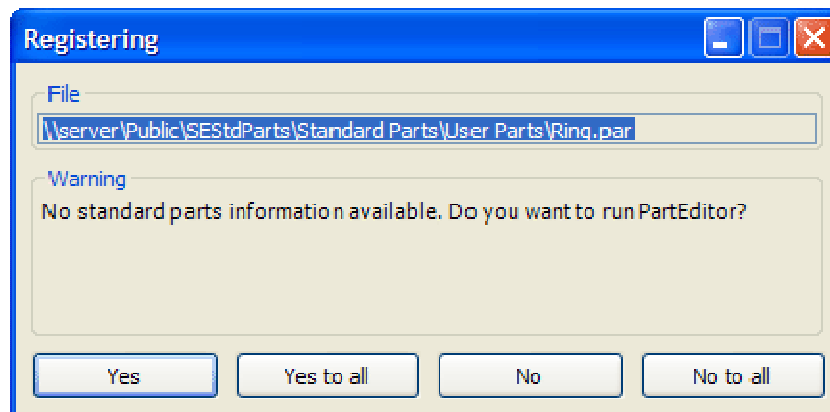 Registering
File
\\server\Public\SEStdParts\Standard Parts\User Parts\Ring.par
Warning
No standard parts information available. Do you want to run PartEditor?
Yes
Yes to all
No
No to all